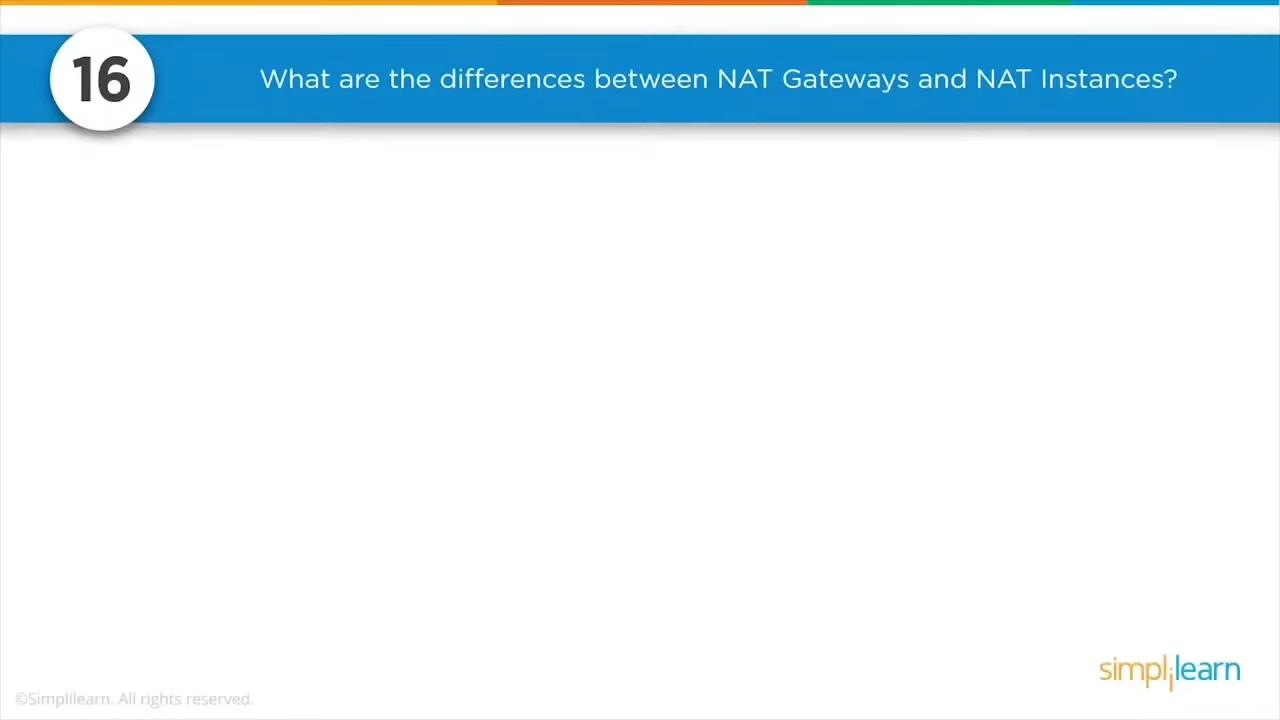 16
What are the differences between NAT Gateways and NAT Instances?
simplilearn
©Simplilearn. All rights reserved.